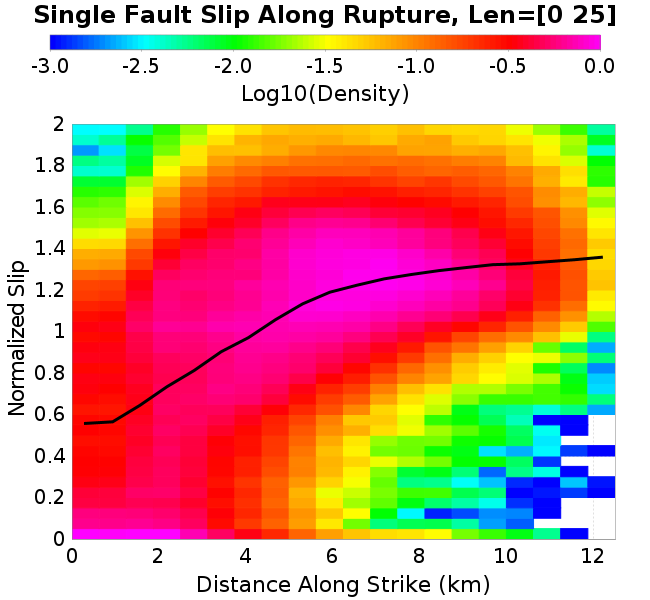 Single Fault Slip Along Rupture, Len=[0 25]
-3.0 -2.5 -2.0 -1.5 -1.0 -0.5 0.0
Log10(Density)
2
1.8
1.6
1.4
1.2
1
0.8
0.6
0.4
0.2
0
Normalized Slip
0 2 4 6 8 10 12
Distance Along Strike (km)